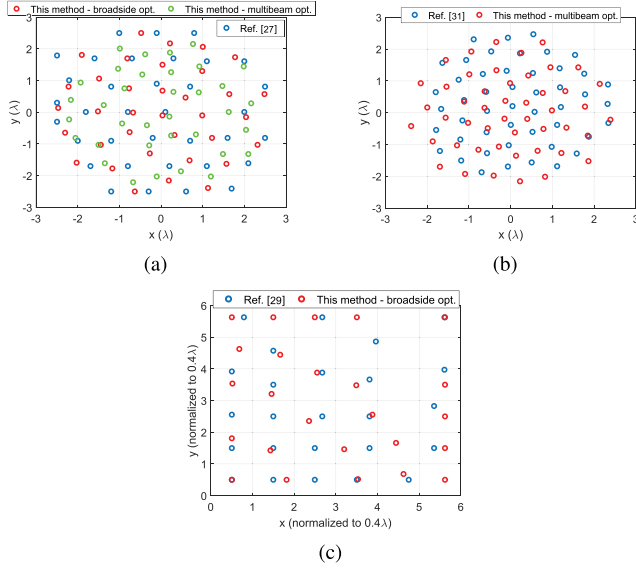 This method - broadside opt. This method - multibeam opt.
Ref. [27]
3
2
1
0
-1
-2
-3
y (λ)
-3 -2 -1 0 1 2 3
x (λ)
(a)
Ref. [31] This method - multibeam opt.
3
2
1
0
-1
-2
-3
y (λ)
-3 -2 -1 0 1 2 3
x (λ)
(b)
Ref. [29] This method - broadside opt.
6
5
4
3
2
1
0
y (normalized to 0.4λ)
0 1 2 3 4 5 6
x (normalized to 0.4λ)
(c)